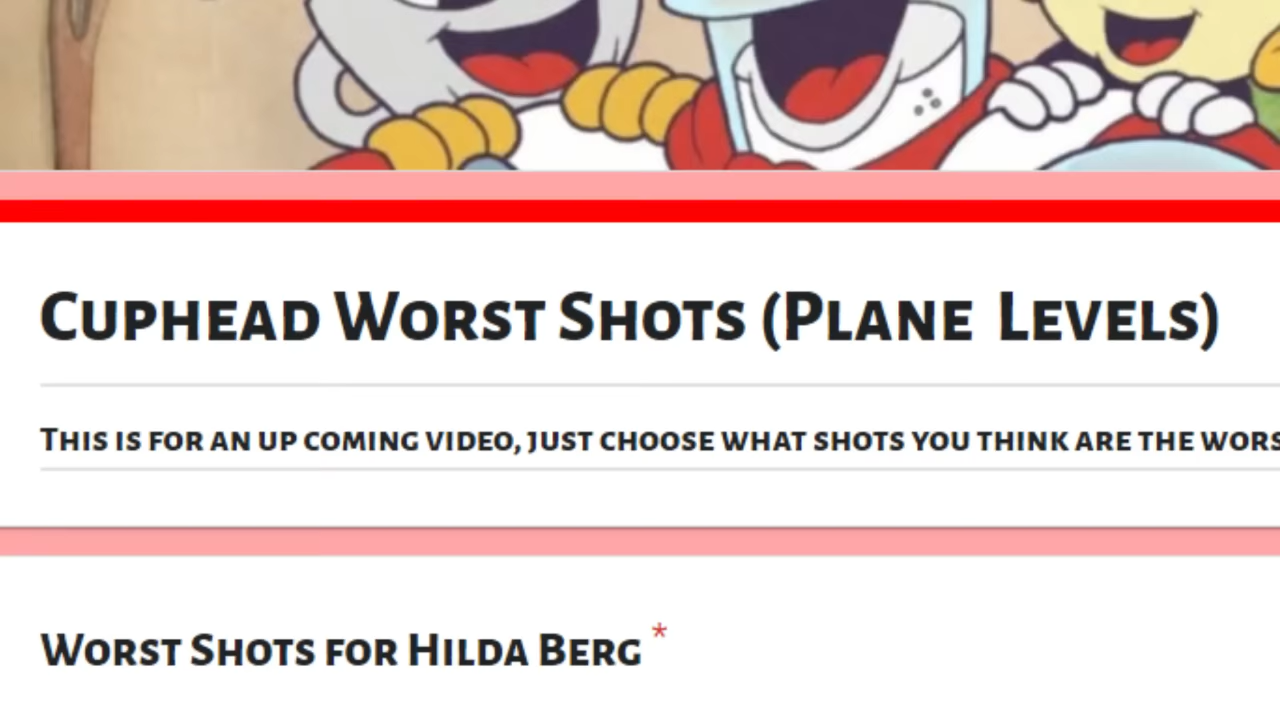 Cuphead Worst Shots (Plane Levels)
This is for an up coming video, just choose what shots you think are the
Worst Shots for Hilda Berg *